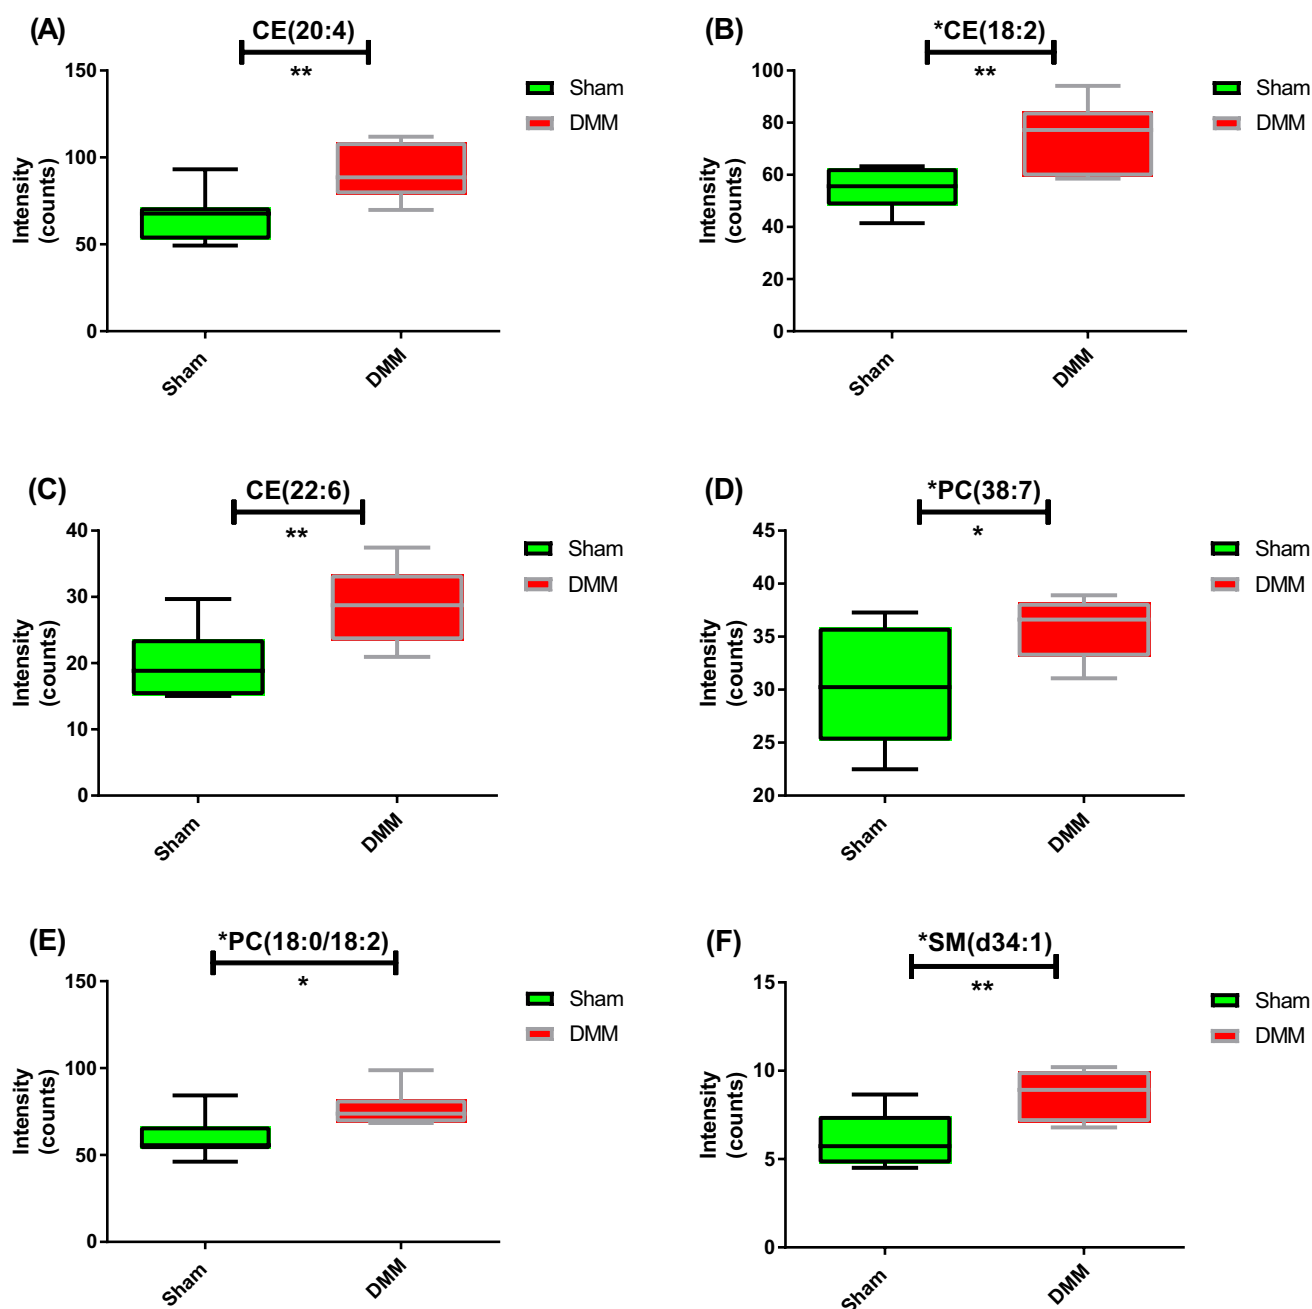 (A)
CE(20:4)
**
150
100
50
0
Intensity
(counts)
Sham
DMM
Sham
DMM
(B)
*CE(18:2)
**
100
80
60
40
20
0
Intensity
(counts)
Sham
DMM
Sham
DMM
(C)
CE(22:6)
**
40
30
20
10
0
Intensity
(counts)
Sham
DMM
Sham
DMM
(D)
*PC(38:7)
*
45
40
35
30
25
20
Intensity
(counts)
Sham
DMM
Sham
DMM
(E)
*PC(18:0/18:2)
*
150
100
50
0
Intensity
(counts)
Sham
DMM
Sham
DMM
(F)
*SM(d34:1)
**
15
10
5
0
Intensity
(counts)
Sham
DMM
Sham
DMM